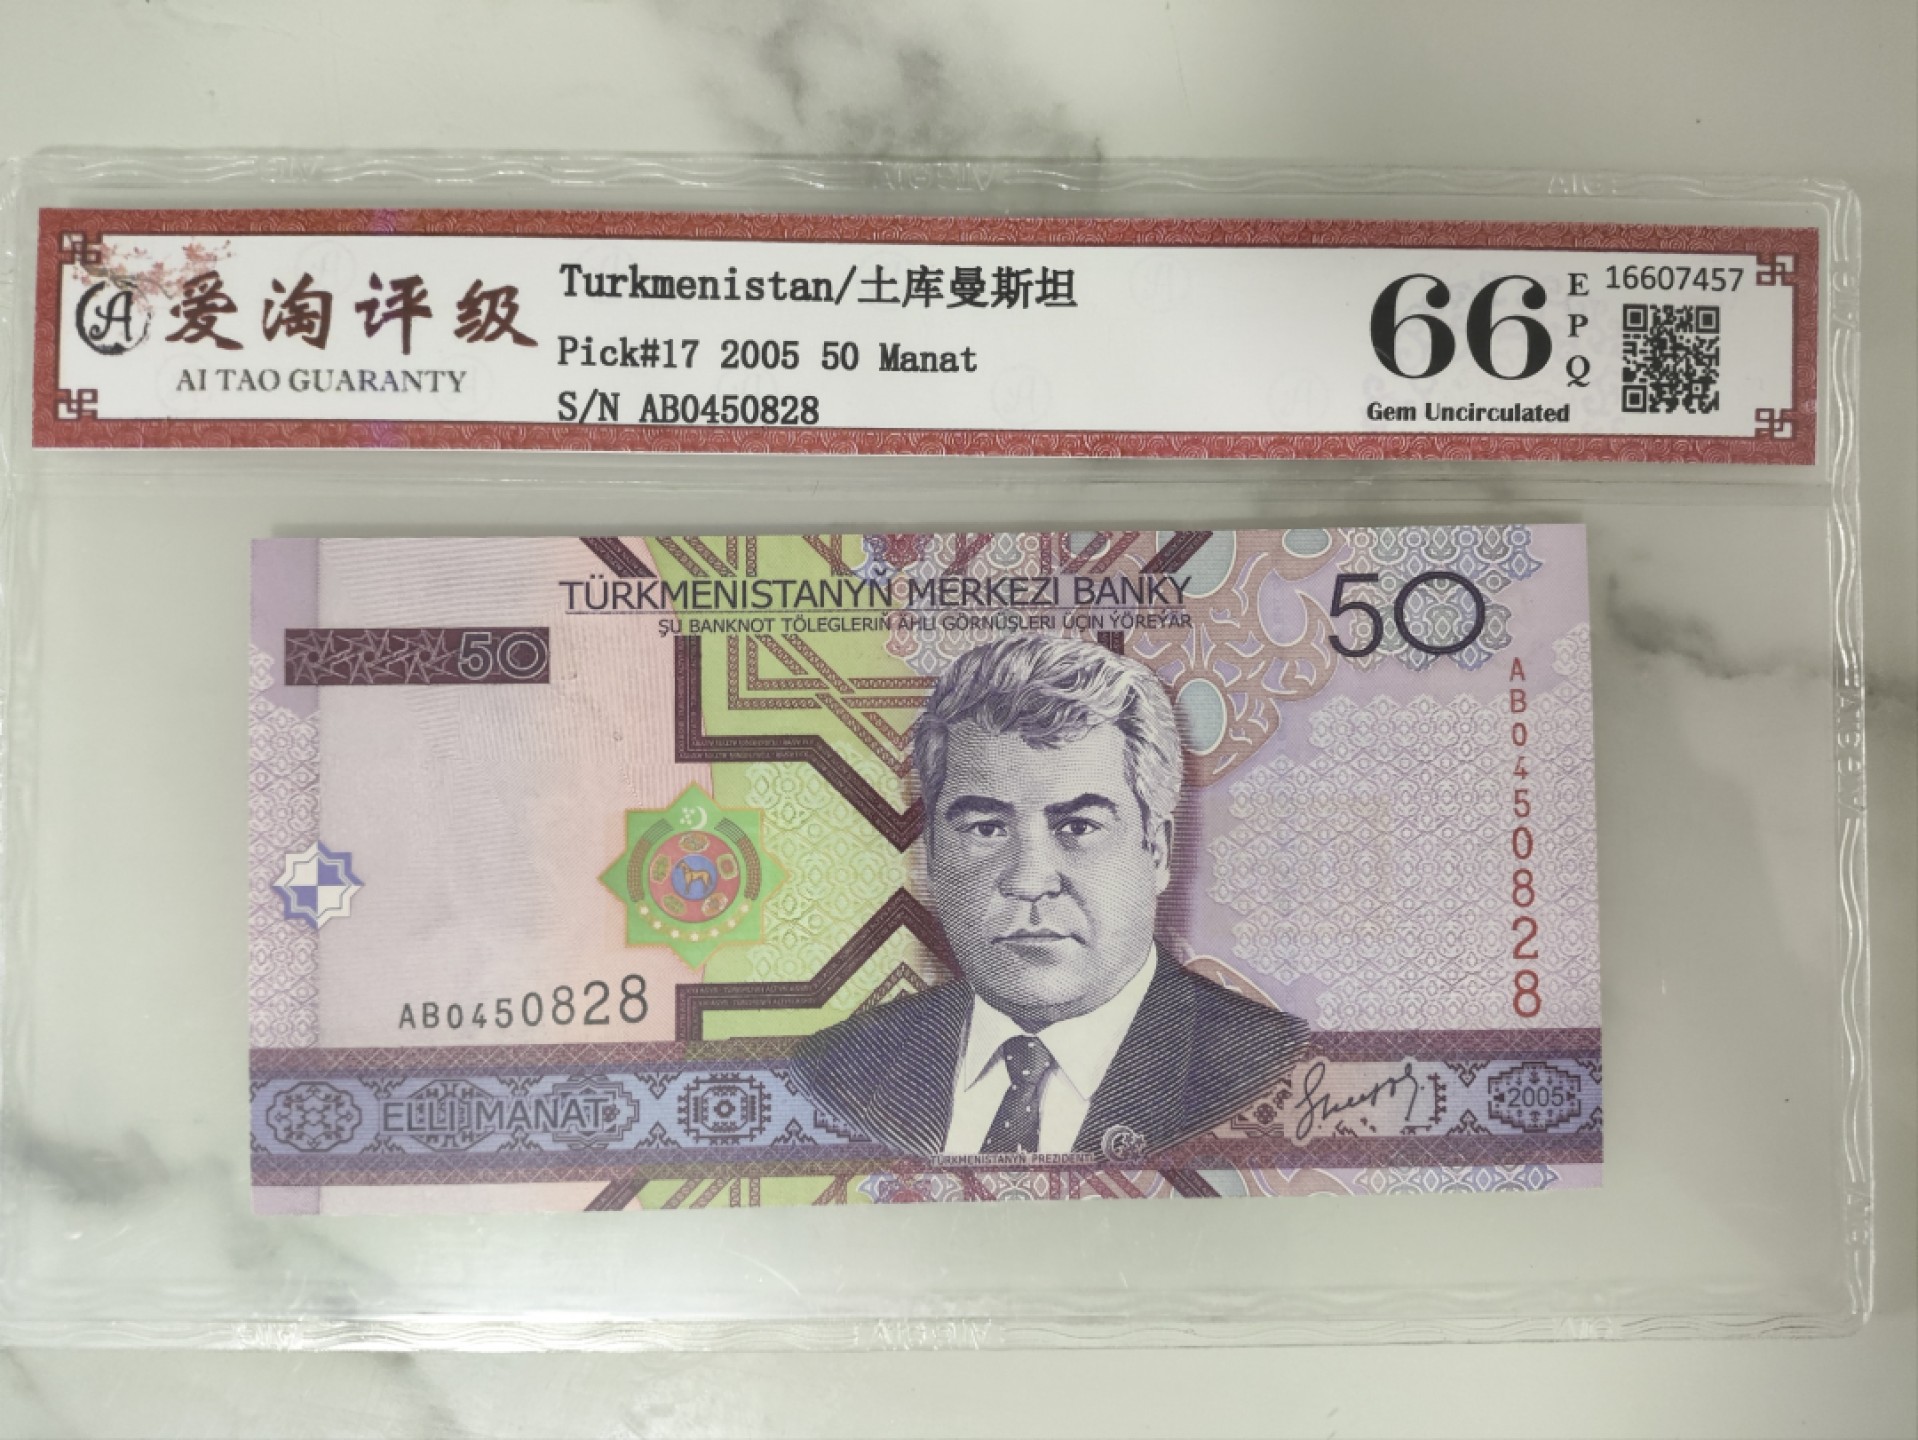 爱淘评级
AI TAO GUARANTY
Turkmenistan/土库曼斯坦
Pick#17 2005 50 Manat
S/N AB0450828
66
EPQ
Gem Uncirculated
16607457
TÜRKMENISTANYŇ MERKEZI BANKY
ŞU BANKNOT TÖLEGLERIŇ ÄHLI GÖRNÜŞLERI ÜÇIN ÝÖREÝÄR
50
50
AB0450828
AB0450828
ELLI MANAT
2005
TÜRKMENISTANYŇ PREZIDENTI